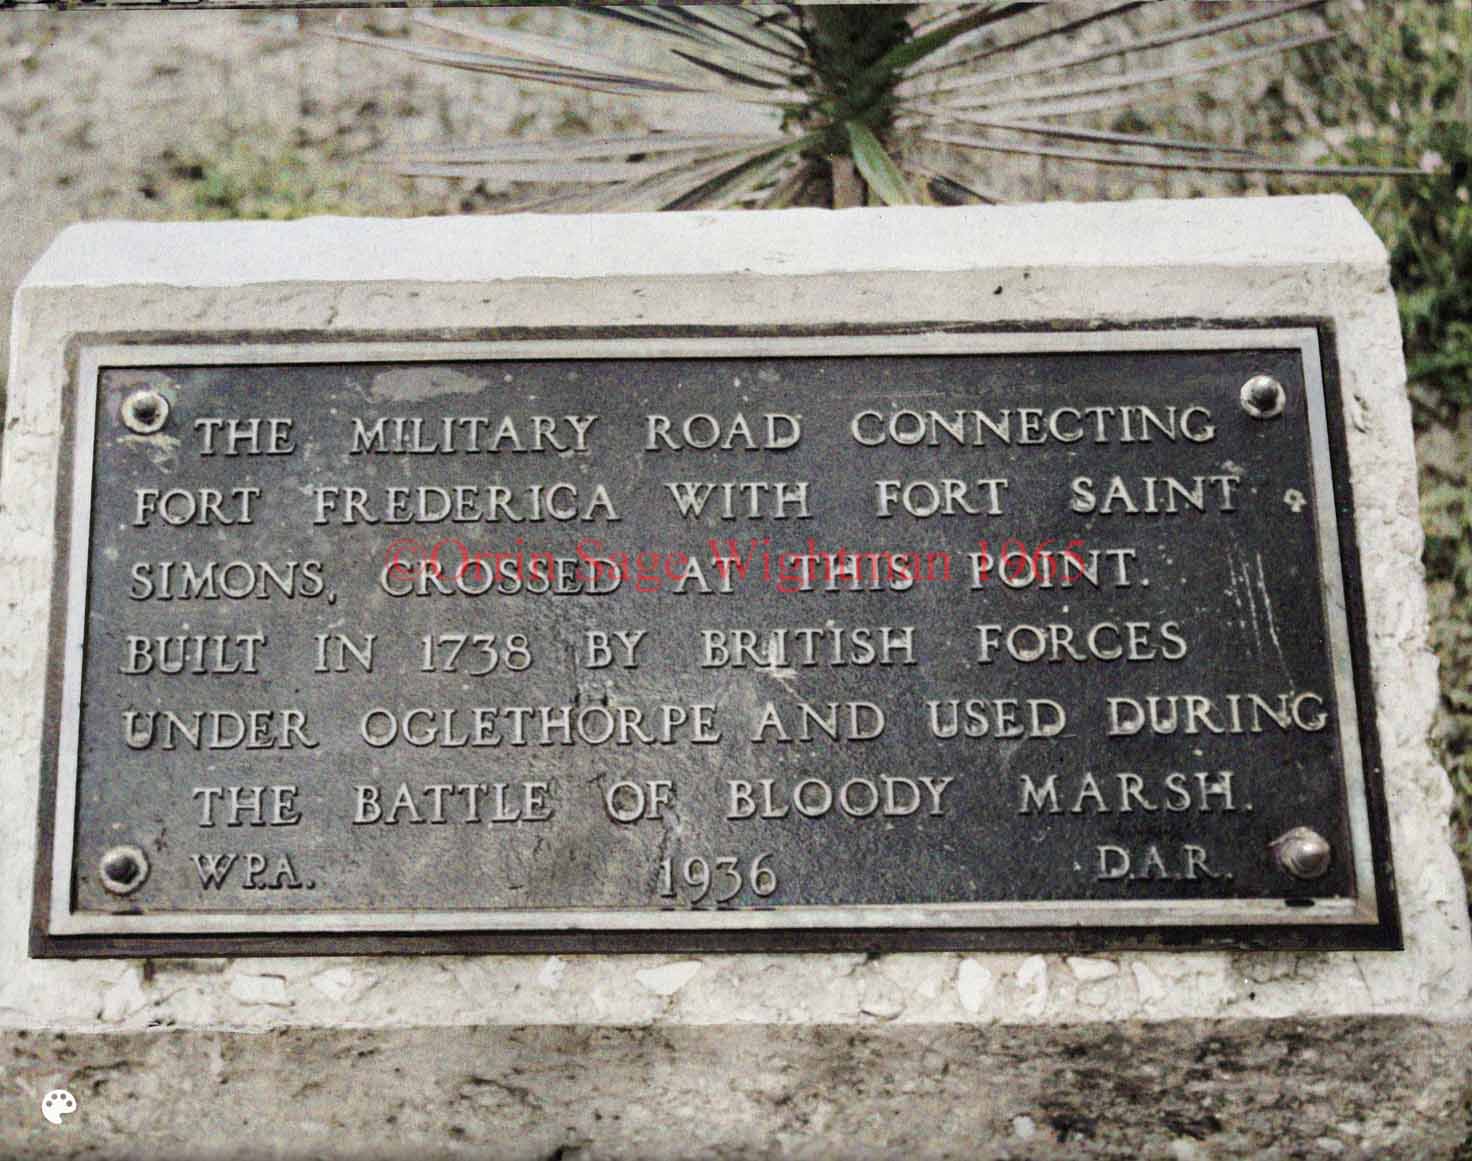 THE MILITARY ROAD CONNECTING
FORT FREDERICA WITH FORT SAINT
SIMONS, CROSSED AT THIS POINT.
©Orrin Sage Wightman 1965
BUILT IN 1738 BY BRITISH FORCES
UNDER OGLETHORPE AND USED DURING
THE BATTLE OF BLOODY MARSH.
W.P.A. 1936 D.A.R.